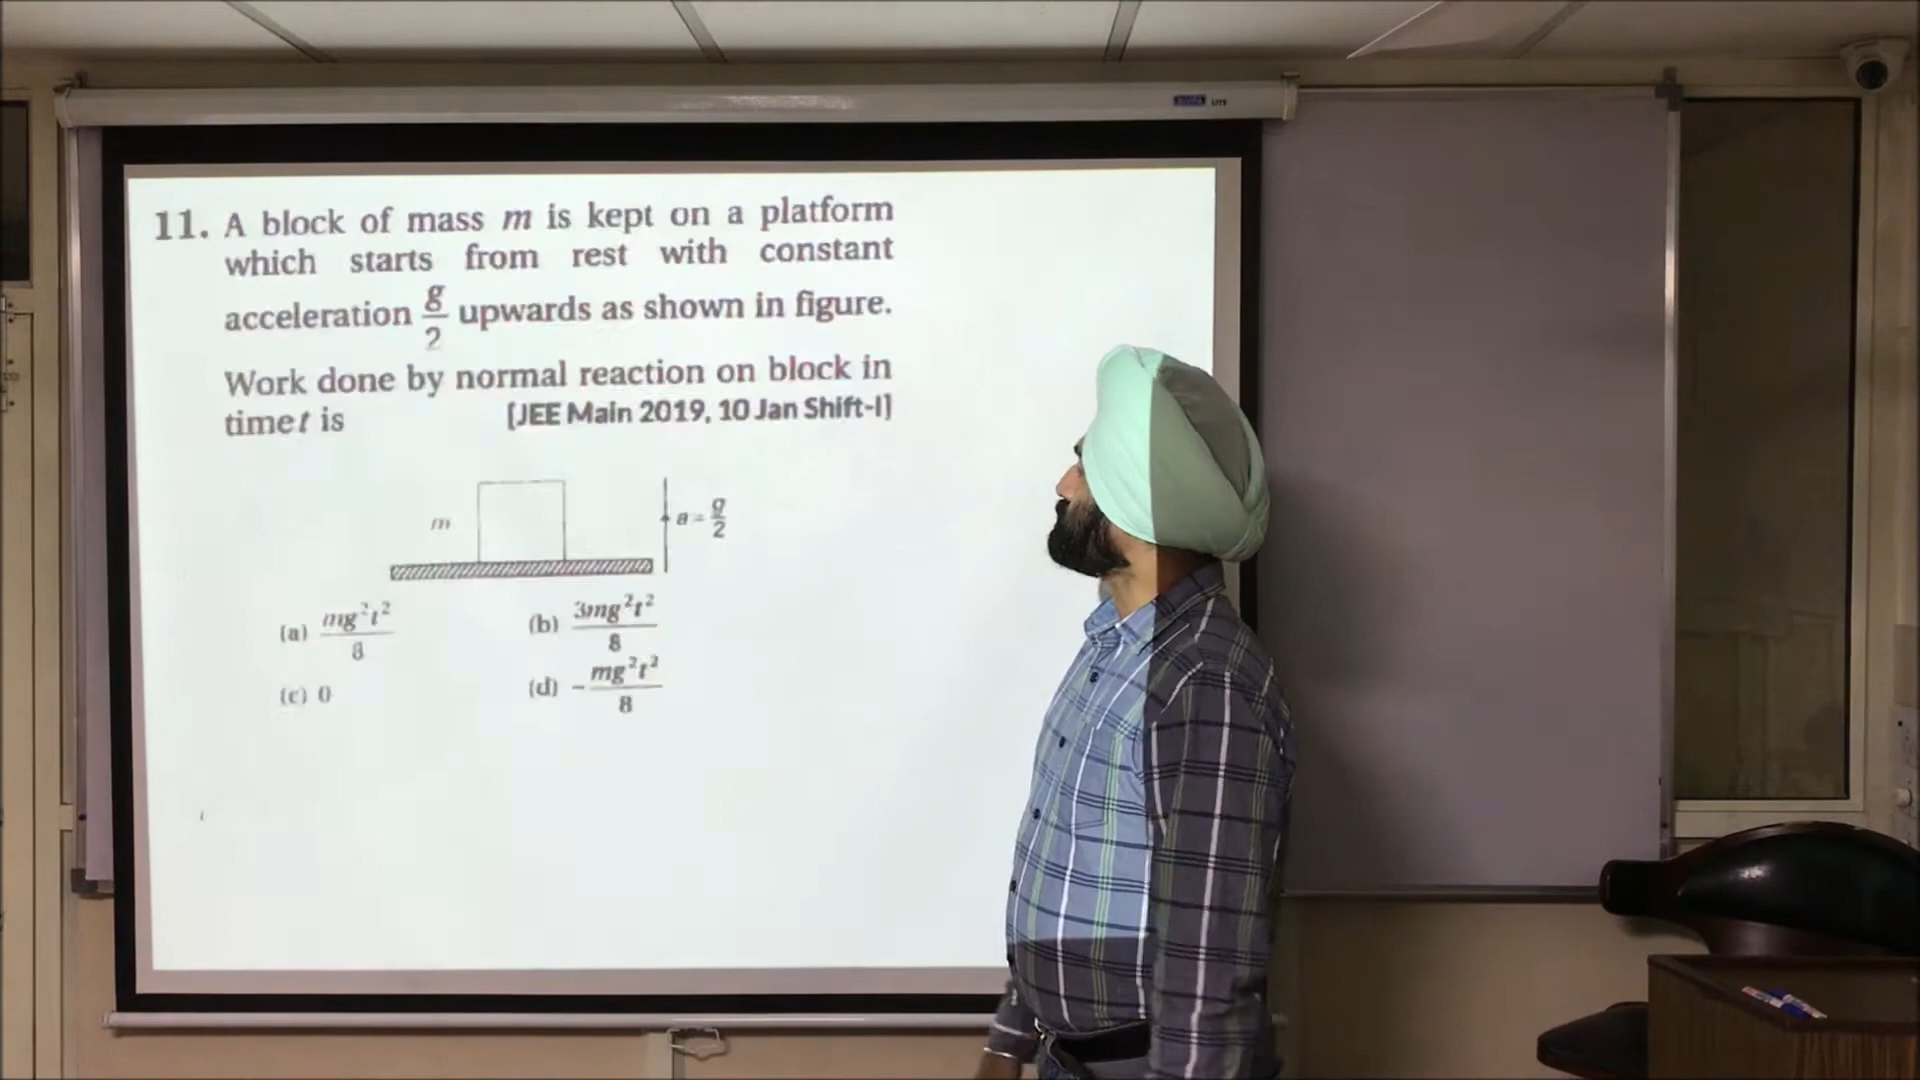 11. A block of mass m is kept on a platform
which starts from rest with constant
acceleration g/2 upwards as shown in figure.
Work done by normal reaction on block in
time t is [JEE Main 2019, 10 Jan Shift-I]
m
a = g/2
(a) mg²t²/8 (b) 3mg²t²/8
(c) 0 (d) -mg²t²/8